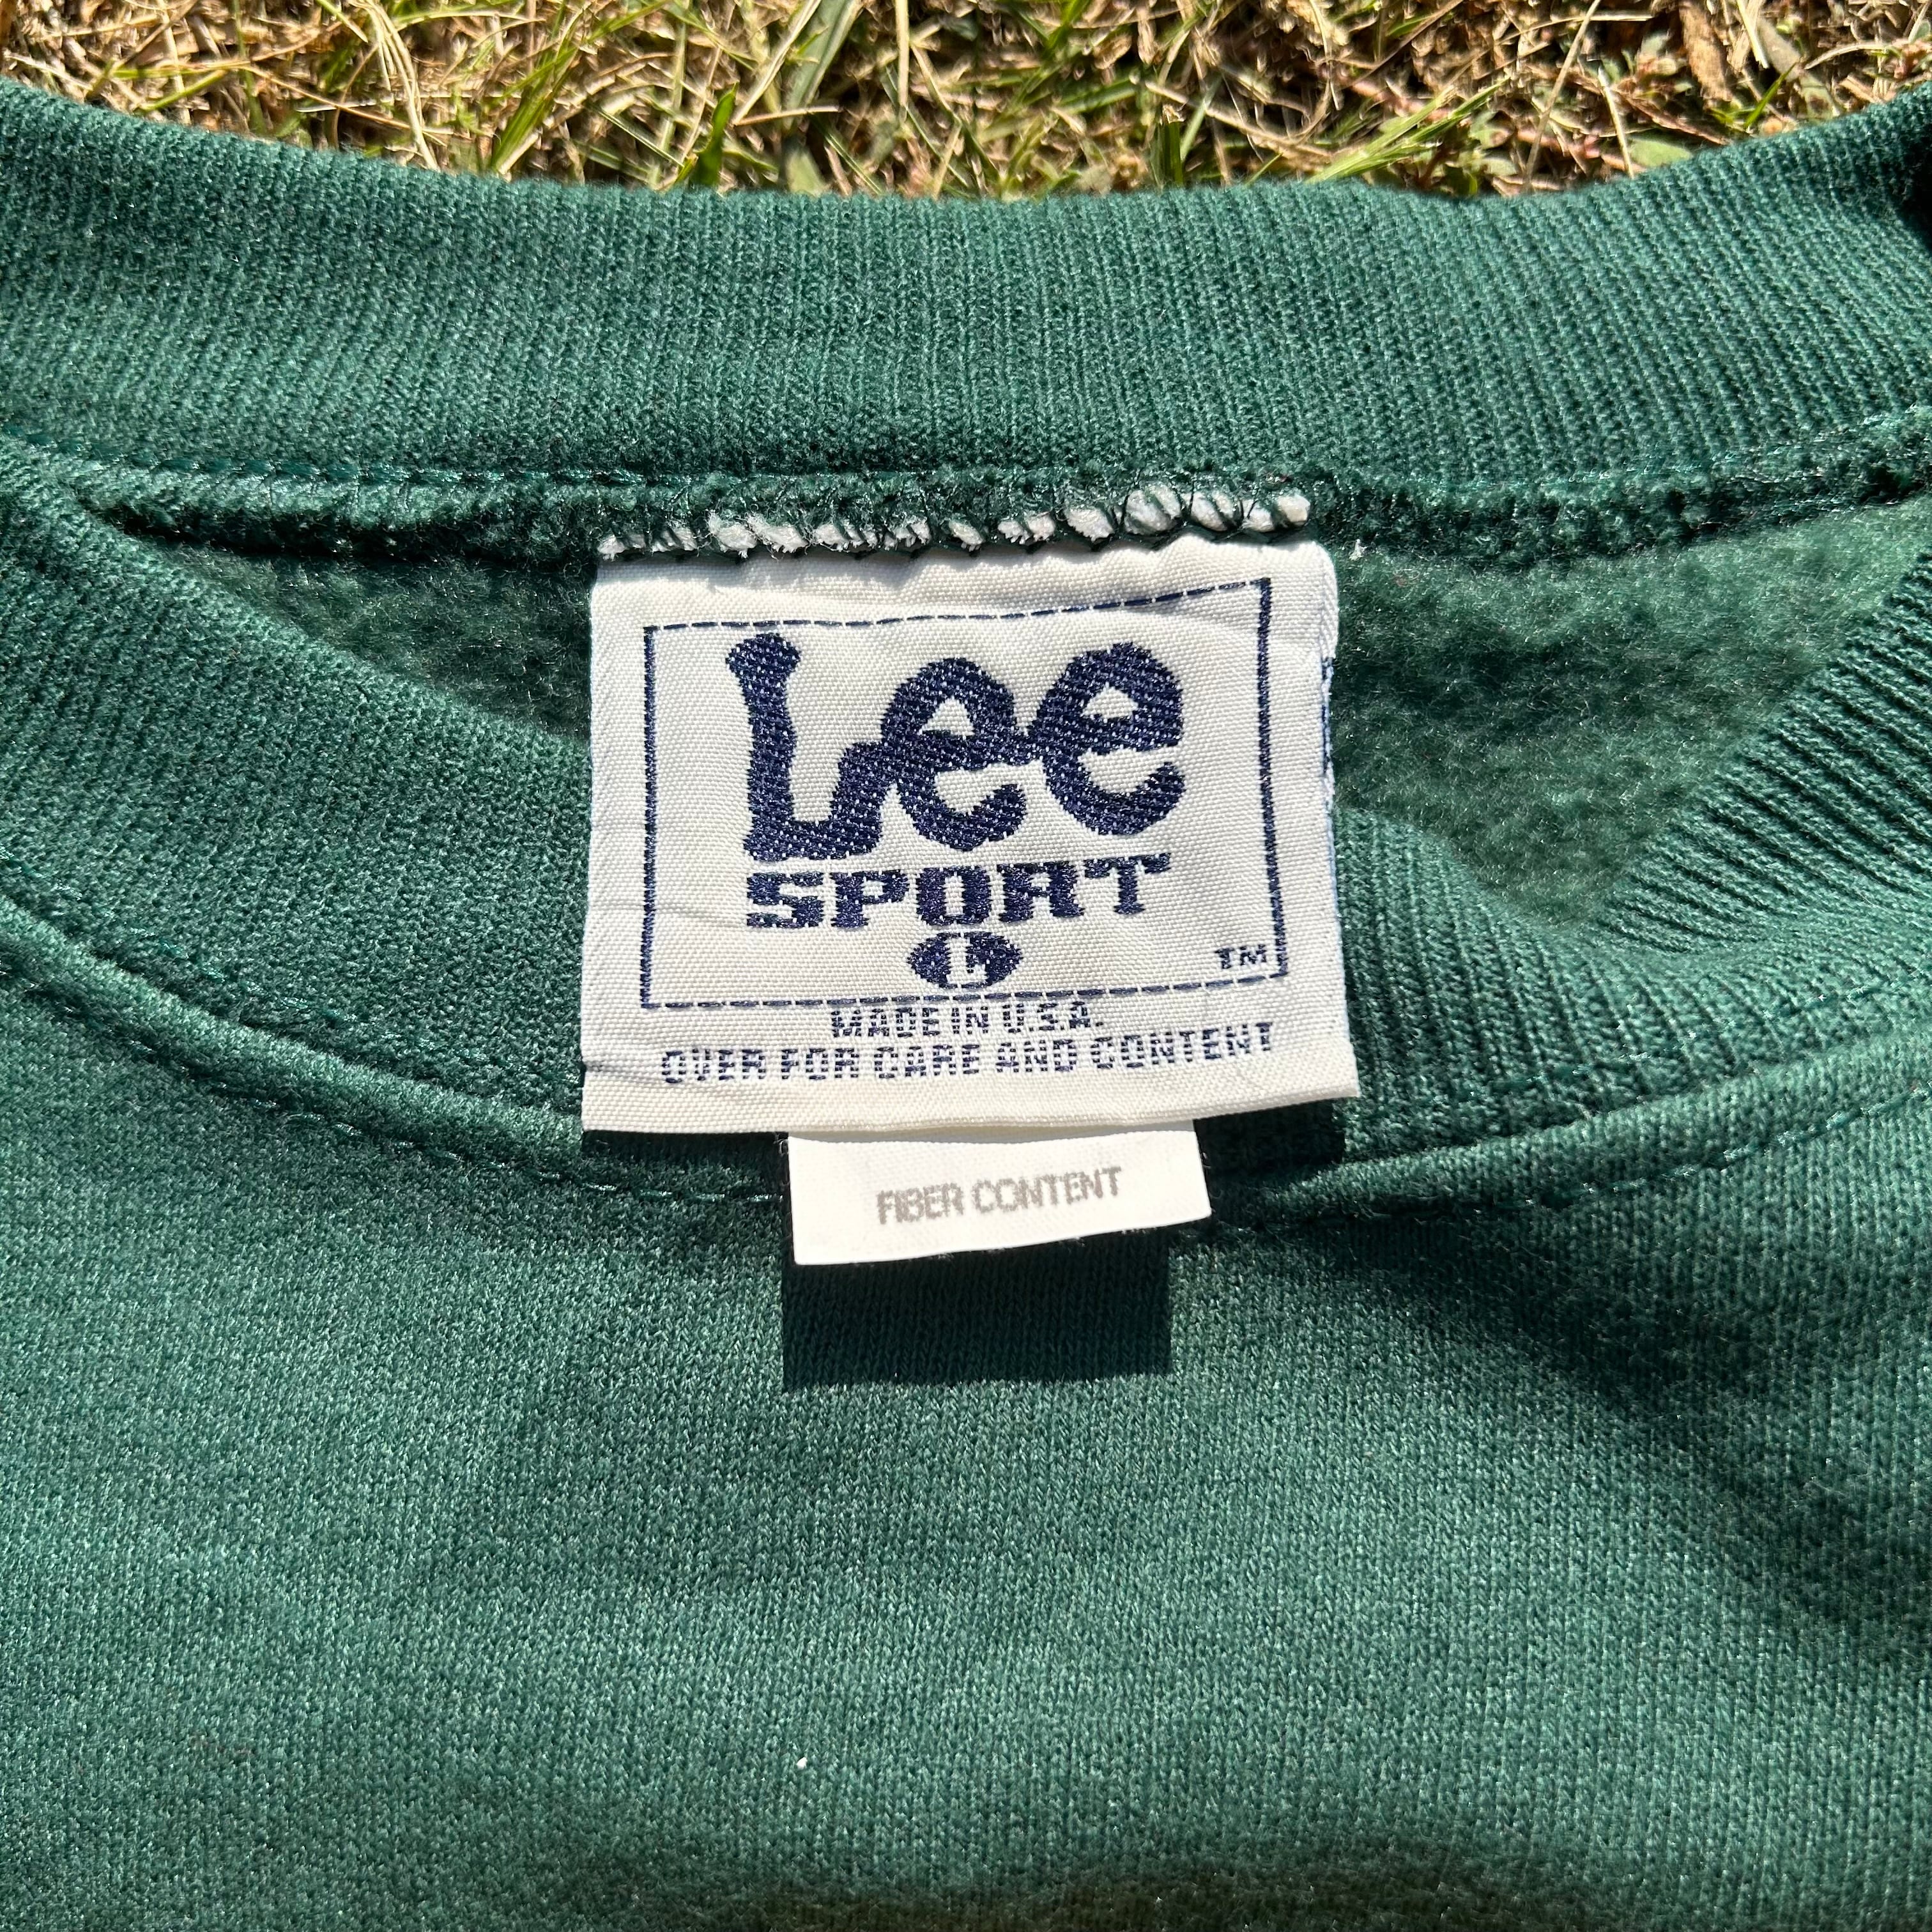 Lee
SPORT
L
TM
MADE IN U.S.A.
OVER FOR CARE AND CONTENT
FIBER CONTENT